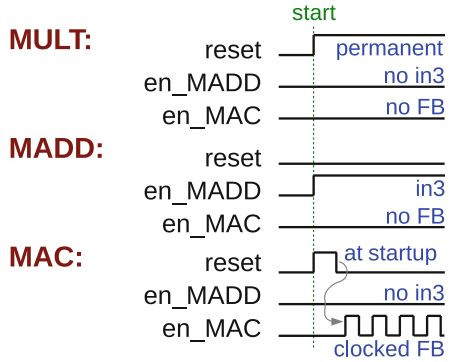 start
MULT:
reset permanent
en_MADD no in3
en_MAC no FB
MADD:
reset
en_MADD in3
en_MAC no FB
MAC:
reset at startup
en_MADD no in3
en_MAC
clocked FB